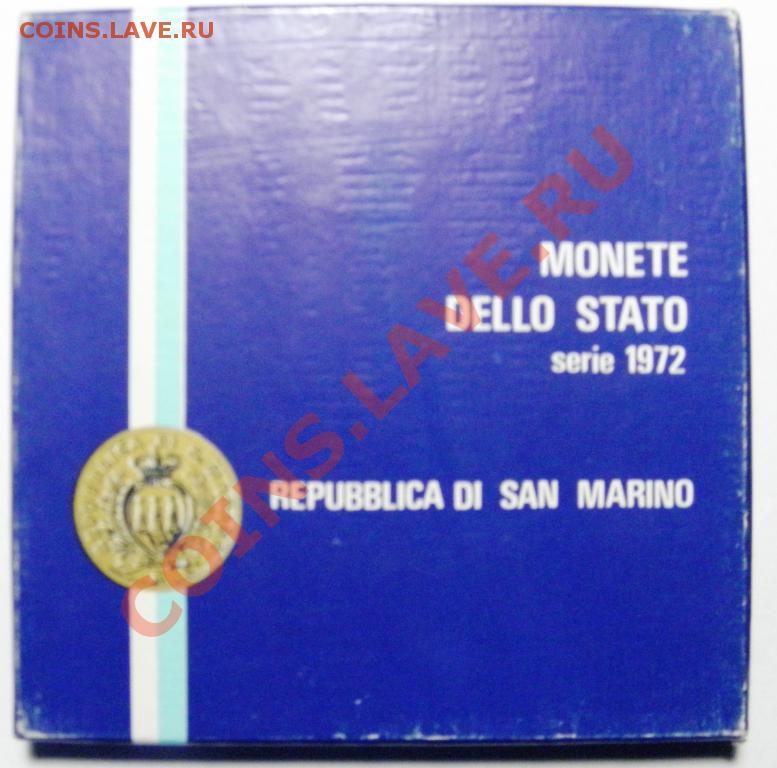 COINS.LAVE.RU
MONETE
DELLO STATO
serie 1972
REPUBBLICA DI SAN MARINO
COINS.LAVE.RU